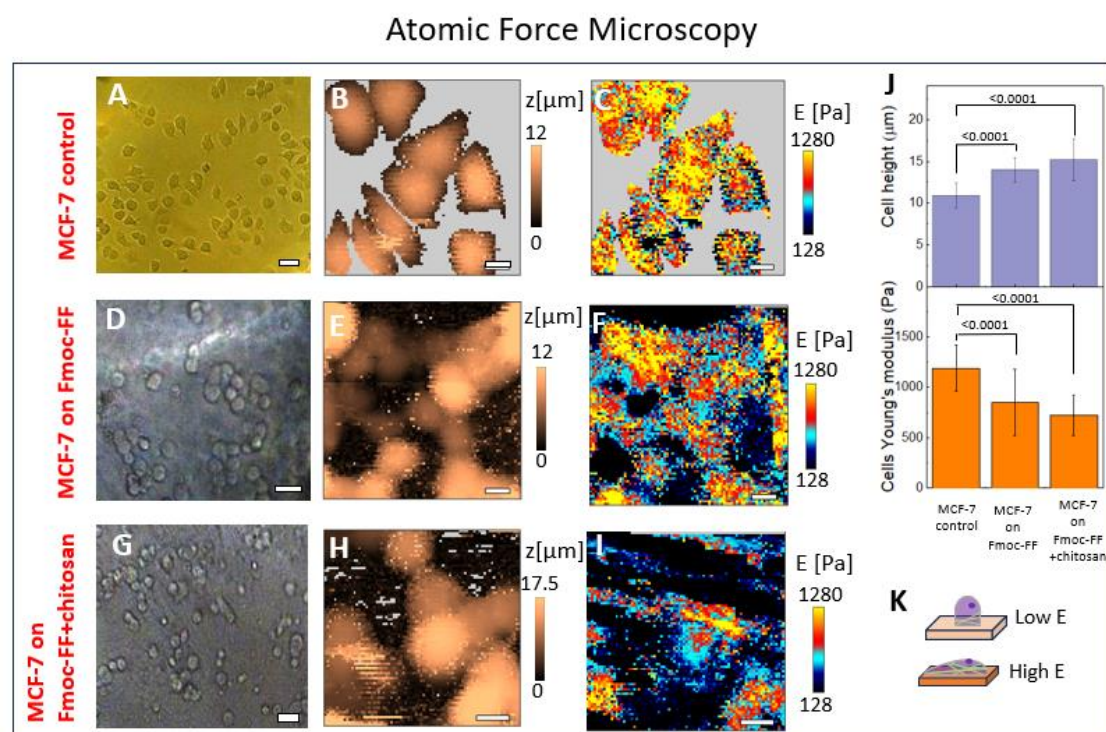 Atomic Force Microscopy
MCF-7 control
A
B
z[µm]
12
0
C
E [Pa]
1280
128
MCF-7 on Fmoc-FF
D
E
z[µm]
12
0
F
E [Pa]
1280
128
MCF-7 on
Fmoc-FF+chitosan
G
H
z[µm]
17.5
0
I
E [Pa]
1280
128
J
<0.0001
<0.0001
Cell height (µm)
20
15
10
5
0
<0.0001
<0.0001
Cells Young's modulus (Pa)
1500
1000
500
0
MCF-7
control
MCF-7
on
Fmoc-FF
MCF-7
on
Fmoc-FF
+chitosan
K
Low E
High E